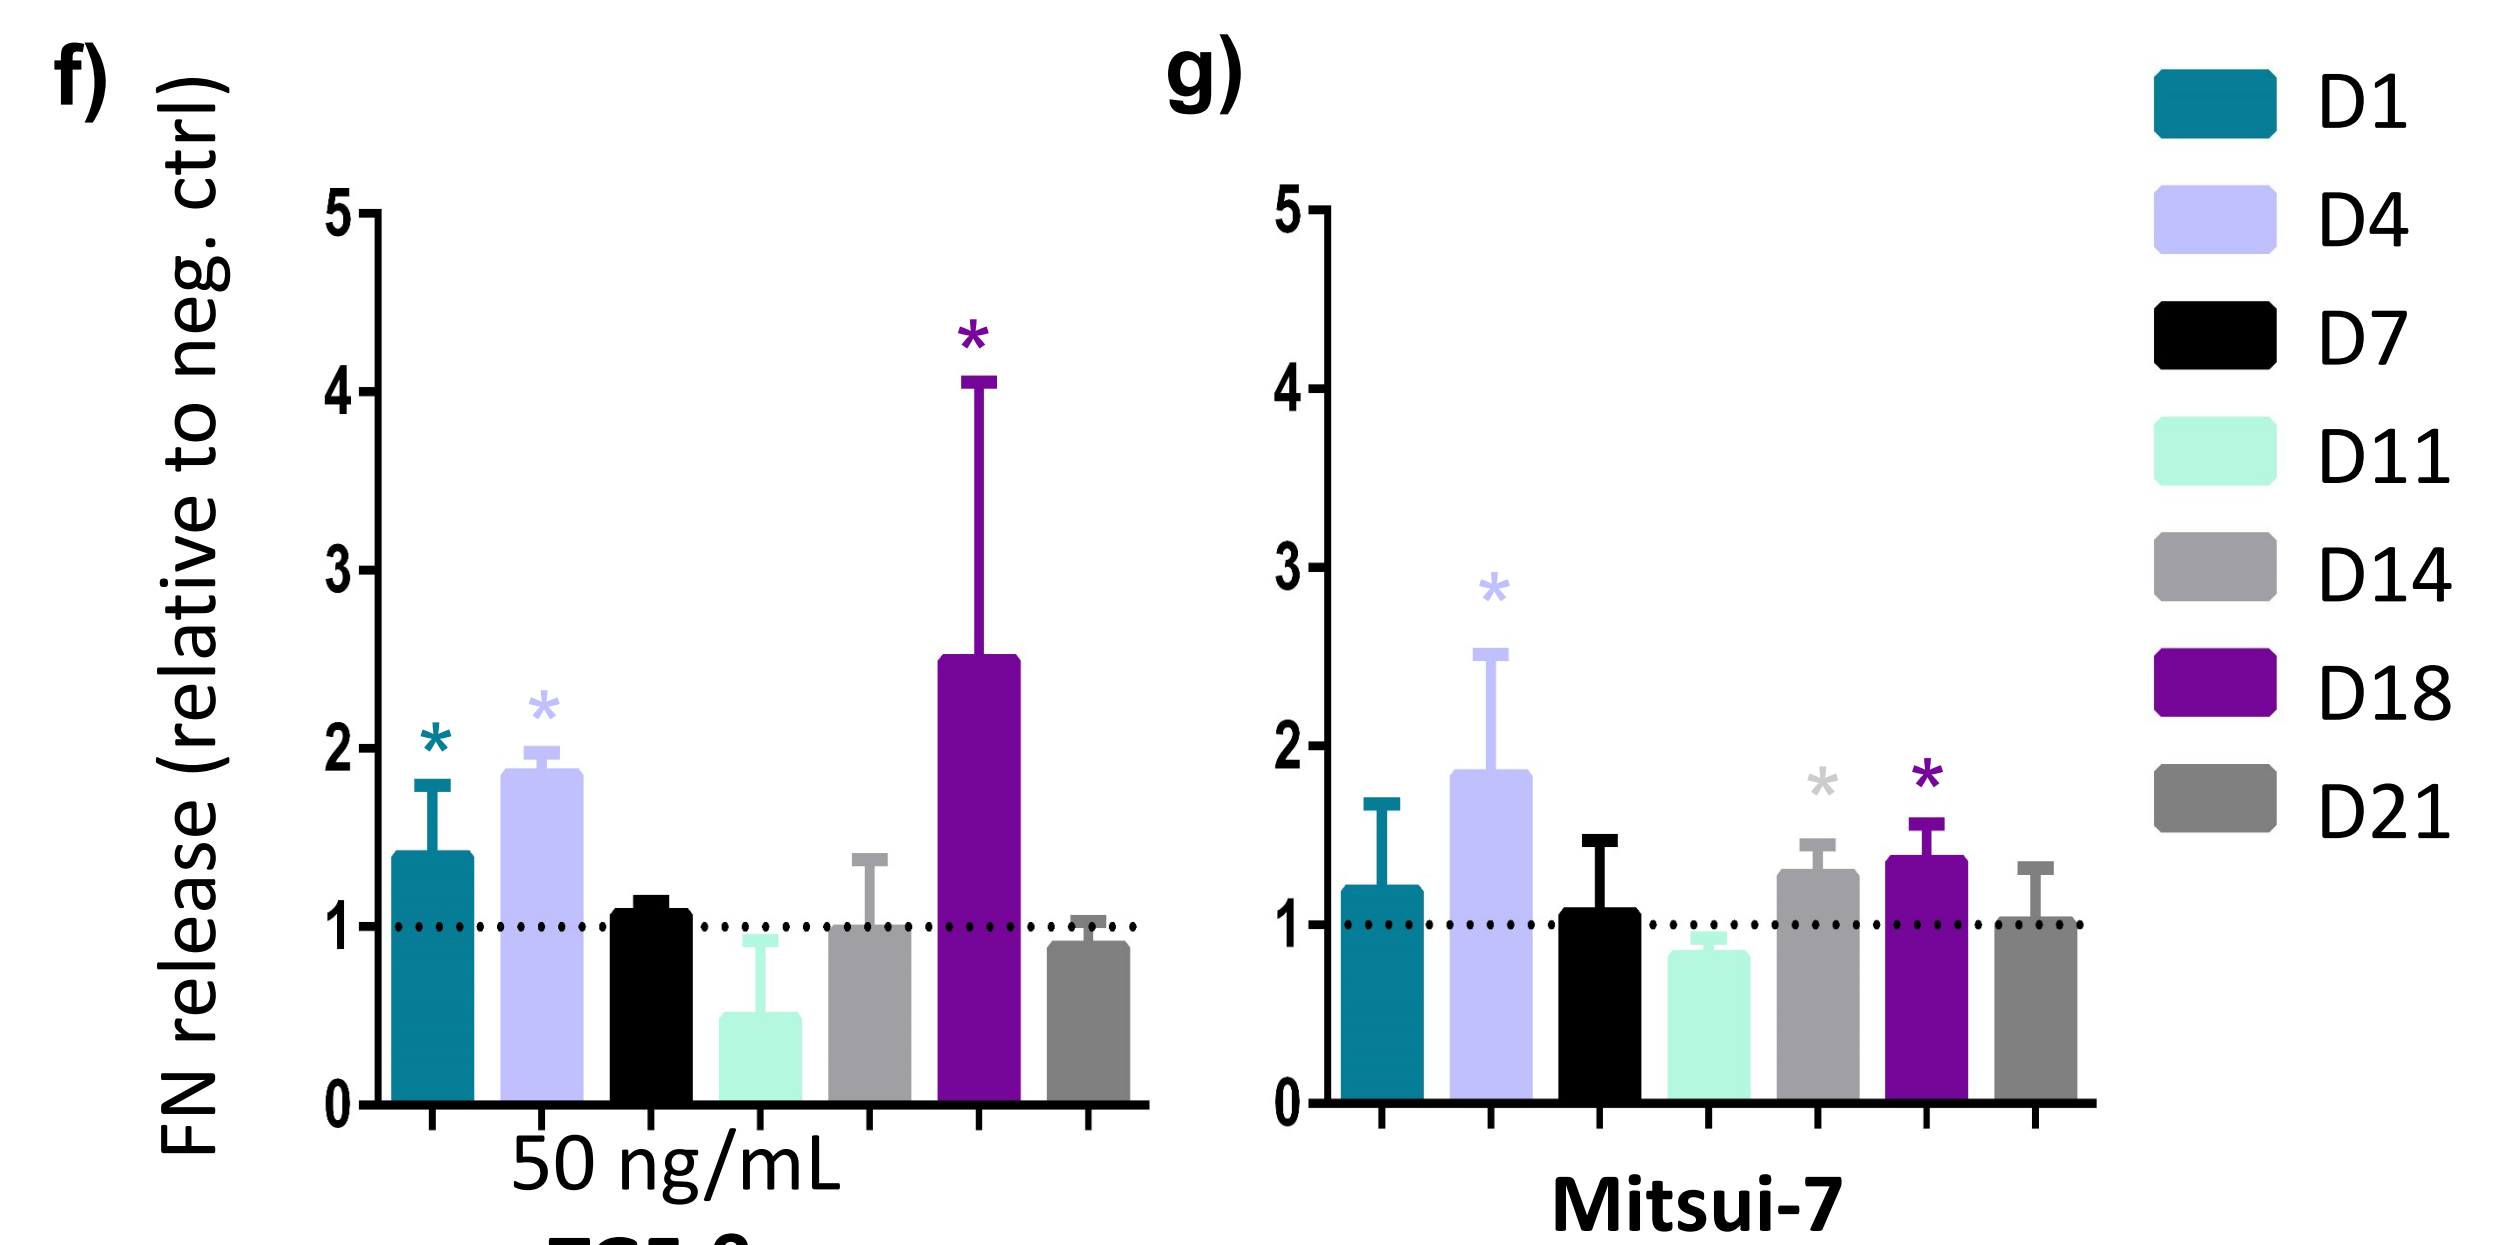 f)
g)
FN release (relative to neg. ctrl)
5
4
3
2
1
0
*
*
*
50 ng/mL
5
4
3
2
1
0
*
*
*
Mitsui-7
D1
D4
D7
D11
D14
D18
D21